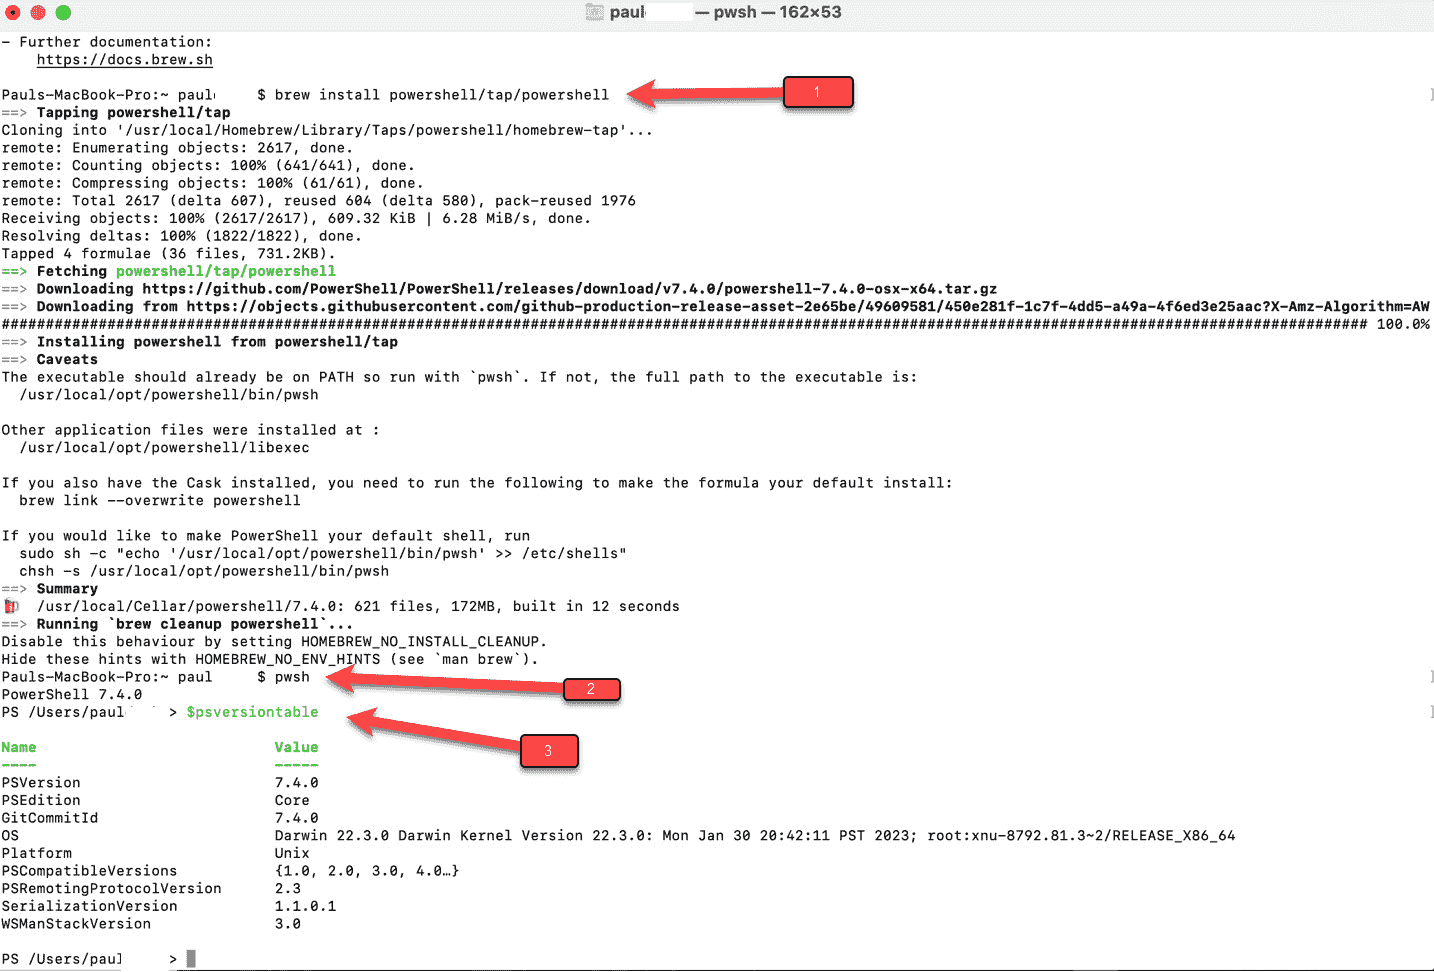 paul — pwsh — 162×53
- Further documentation:
https://docs.brew.sh
Pauls-MacBook-Pro:~ paul $ brew install powershell/tap/powershell
1
==> Tapping powershell/tap
Cloning into '/usr/local/Homebrew/Library/Taps/powershell/homebrew-tap'...
remote: Enumerating objects: 2617, done.
remote: Counting objects: 100% (641/641), done.
remote: Compressing objects: 100% (61/61), done.
remote: Total 2617 (delta 607), reused 604 (delta 580), pack-reused 1976
Receiving objects: 100% (2617/2617), 609.32 KiB | 6.28 MiB/s, done.
Resolving deltas: 100% (1822/1822), done.
Tapped 4 formulae (36 files, 731.2KB).
==> Fetching powershell/tap/powershell
==> Downloading https://github.com/PowerShell/PowerShell/releases/download/v7.4.0/powershell-7.4.0-osx-x64.tar.gz
==> Downloading from https://objects.githubusercontent.com/github-production-release-asset-2e65be/49609581/450e281f-1c7f-4dd5-a49a-4f6ed3e25aac?X-Amz-Algorithm=AW
########################################################################################################################################################### 100.0%
==> Installing powershell from powershell/tap
==> Caveats
The executable should already be on PATH so run with `pwsh`. If not, the full path to the executable is:
/usr/local/opt/powershell/bin/pwsh
Other application files were installed at :
/usr/local/opt/powershell/libexec
If you also have the Cask installed, you need to run the following to make the formula your default install:
brew link --overwrite powershell
If you would like to make PowerShell your default shell, run
sudo sh -c "echo '/usr/local/opt/powershell/bin/pwsh' >> /etc/shells"
chsh -s /usr/local/opt/powershell/bin/pwsh
==> Summary
🍺 /usr/local/Cellar/powershell/7.4.0: 621 files, 172MB, built in 12 seconds
==> Running `brew cleanup powershell`...
Disable this behaviour by setting HOMEBREW_NO_INSTALL_CLEANUP.
Hide these hints with HOMEBREW_NO_ENV_HINTS (see `man brew`).
Pauls-MacBook-Pro:~ paul $ pwsh
2
PowerShell 7.4.0
PS /Users/paul > $psversiontable
3
Name Value
---- -----
PSVersion 7.4.0
PSEdition Core
GitCommitId 7.4.0
OS Darwin 22.3.0 Darwin Kernel Version 22.3.0: Mon Jan 30 20:42:11 PST 2023; root:xnu-8792.81.3~2/RELEASE_X86_64
Platform Unix
PSCompatibleVersions {1.0, 2.0, 3.0, 4.0…}
PSRemotingProtocolVersion 2.3
SerializationVersion 1.1.0.1
WSManStackVersion 3.0
PS /Users/paul >